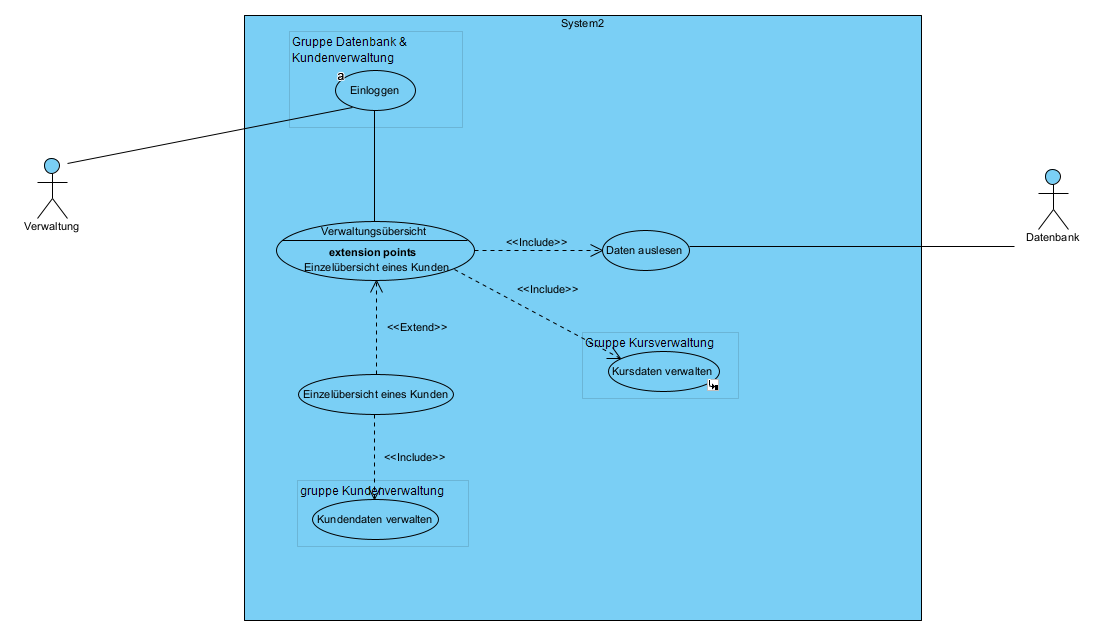 System2
Gruppe Datenbank &
Kundenverwaltung
a
Einloggen
Verwaltung
Datenbank
Verwaltungsübersicht
extension points
Einzelübersicht eines Kunden
<<Include>>
Daten auslesen
<<Include>>
<<Extend>>
Gruppe Kursverwaltung
Kursdaten verwalten
Einzelübersicht eines Kunden
<<Include>>
gruppe Kundenverwaltung
Kundendaten verwalten